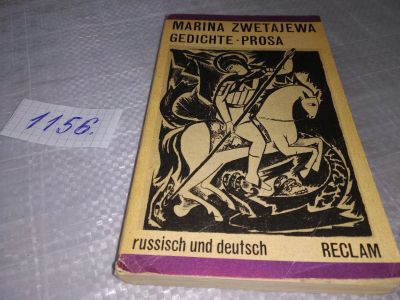 MARINA ZWETAJEWA
GEDICHTE · PROSA
1156.
russisch und deutsch RECLAM